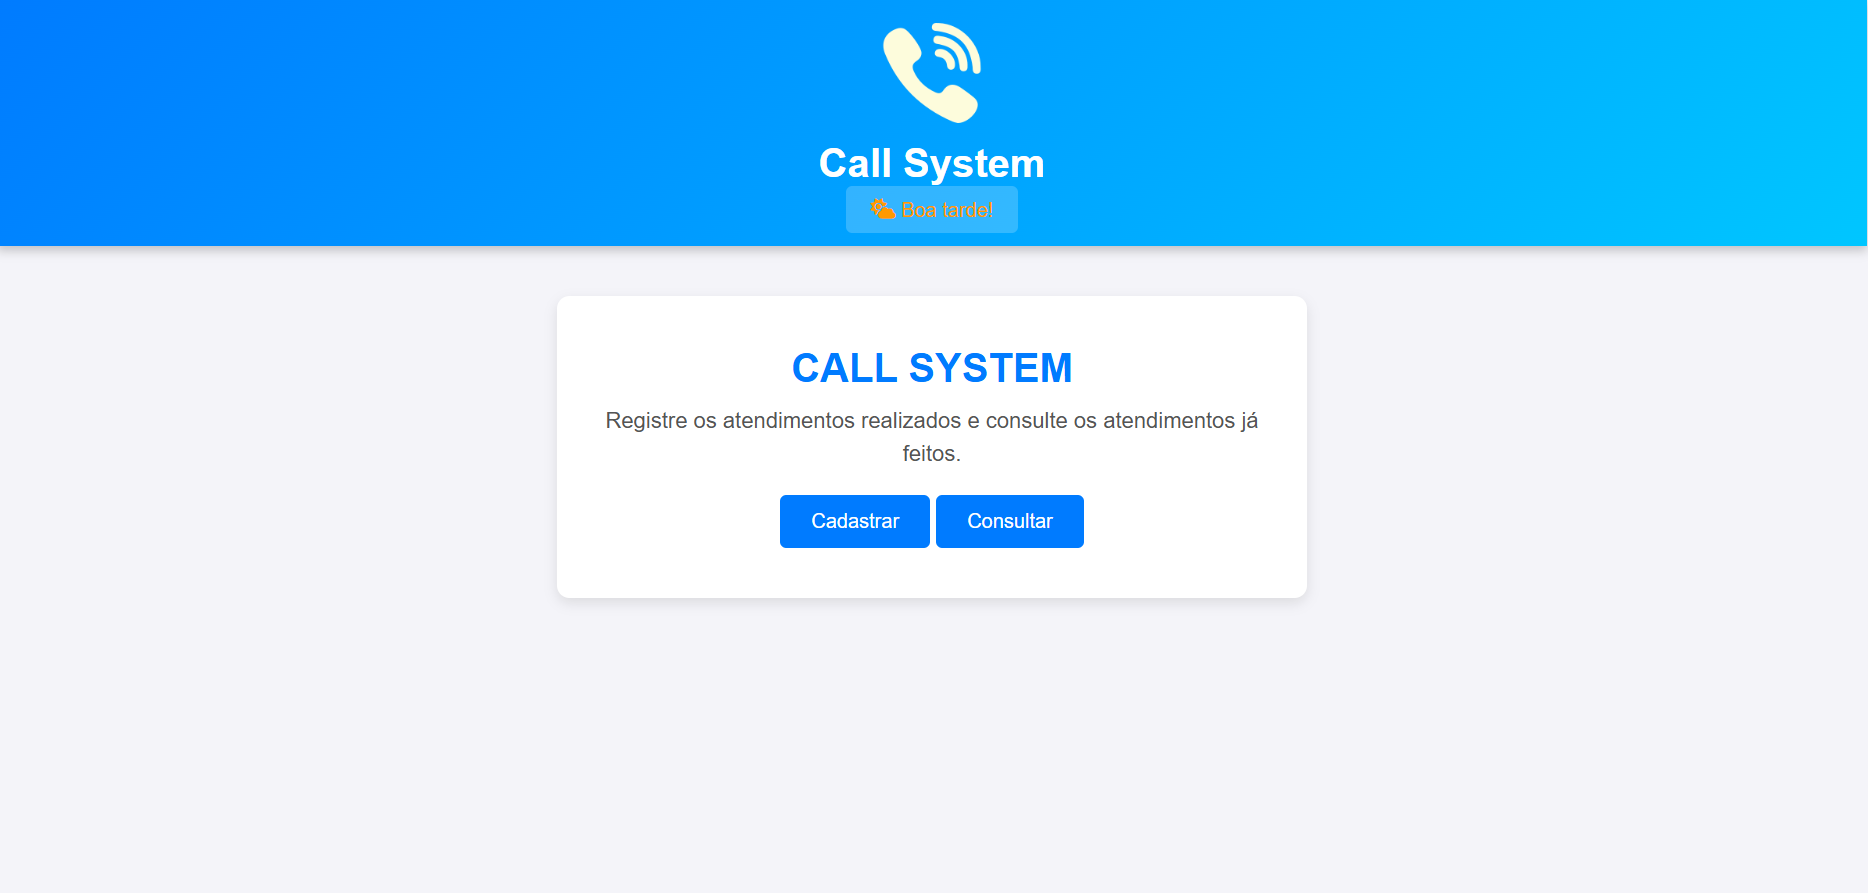 Call System
Boa tarde!
CALL SYSTEM
Registre os atendimentos realizados e consulte os atendimentos já
feitos.
Cadastrar Consultar